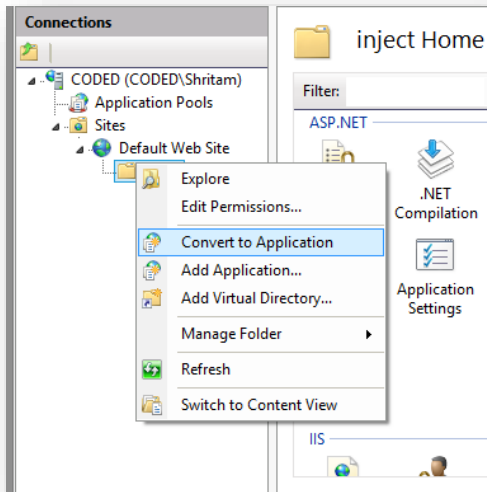 Connections
CODED (CODED\Shritam)
Application Pools
Sites
Default Web Site
Explore
Edit Permissions...
Convert to Application
Add Application...
Add Virtual Directory...
Manage Folder
Refresh
Switch to Content View
inject Home
Filter:
ASP.NET
.NET
Compilation
Application
Settings
IIS